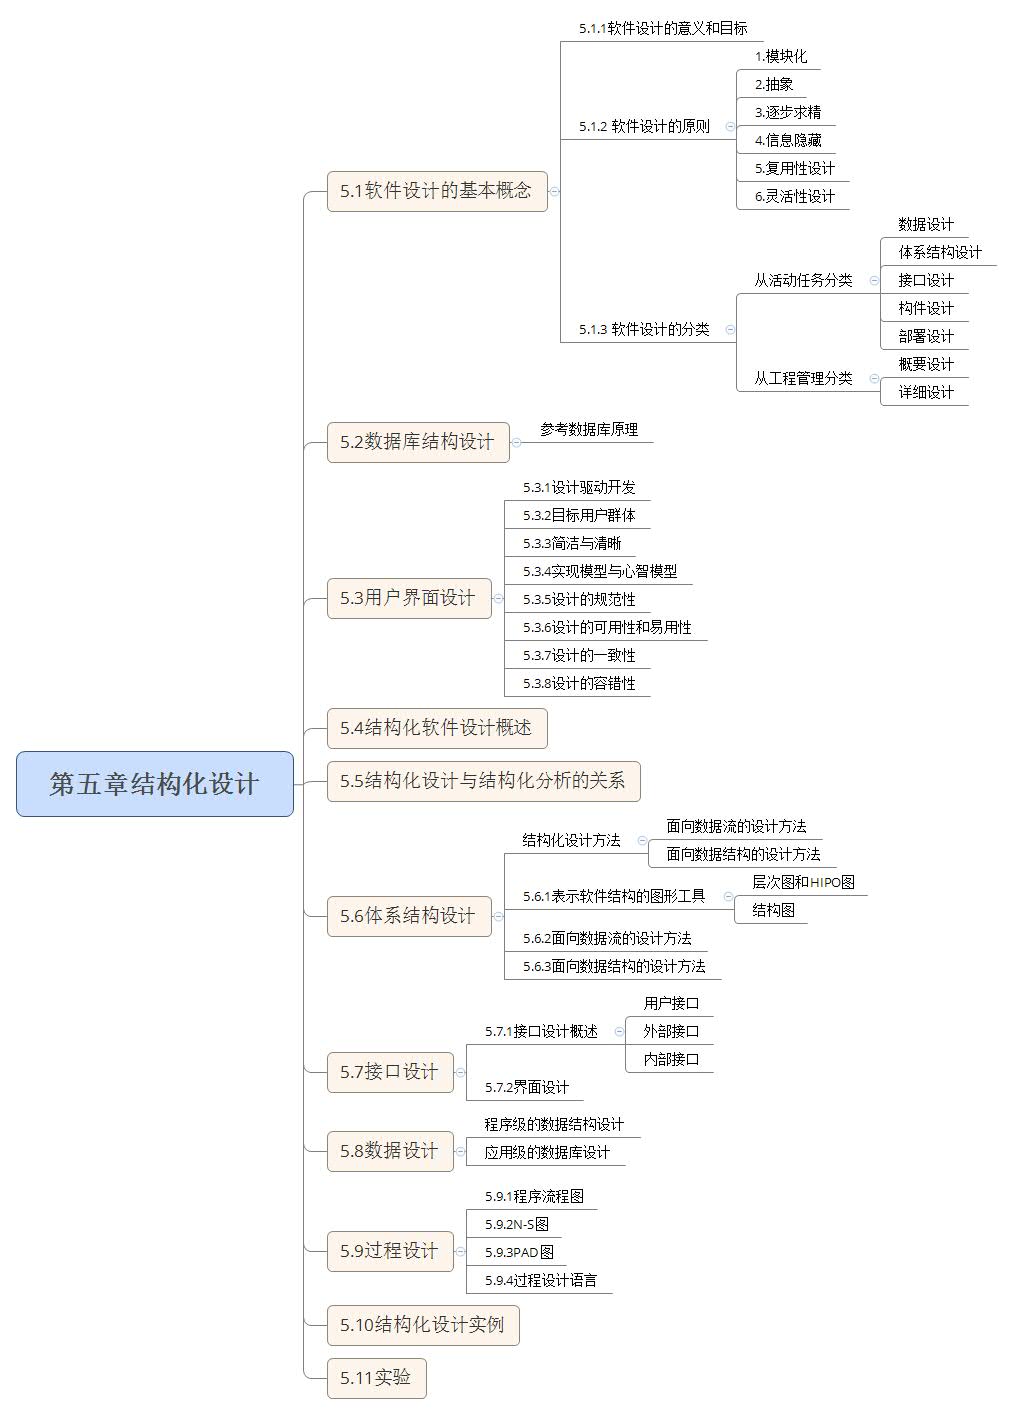 第五章结构化设计
5.1软件设计的基本概念
5.1.1软件设计的意义和目标
5.1.2 软件设计的原则
1.模块化
2.抽象
3.逐步求精
4.信息隐藏
5.复用性设计
6.灵活性设计
5.1.3 软件设计的分类
从活动任务分类
数据设计
体系结构设计
接口设计
构件设计
部署设计
从工程管理分类
概要设计
详细设计
5.2数据库结构设计
参考数据库原理
5.3用户界面设计
5.3.1设计驱动开发
5.3.2目标用户群体
5.3.3简洁与清晰
5.3.4实现模型与心智模型
5.3.5设计的规范性
5.3.6设计的可用性和易用性
5.3.7设计的一致性
5.3.8设计的容错性
5.4结构化软件设计概述
5.5结构化设计与结构化分析的关系
5.6体系结构设计
结构化设计方法
面向数据流的设计方法
面向数据结构的设计方法
5.6.1表示软件结构的图形工具
层次图和HIPO图
结构图
5.6.2面向数据流的设计方法
5.6.3面向数据结构的设计方法
5.7接口设计
5.7.1接口设计概述
用户接口
外部接口
内部接口
5.7.2界面设计
5.8数据设计
程序级的数据结构设计
应用级的数据库设计
5.9过程设计
5.9.1程序流程图
5.9.2N-S图
5.9.3PAD图
5.9.4过程设计语言
5.10结构化设计实例
5.11实验